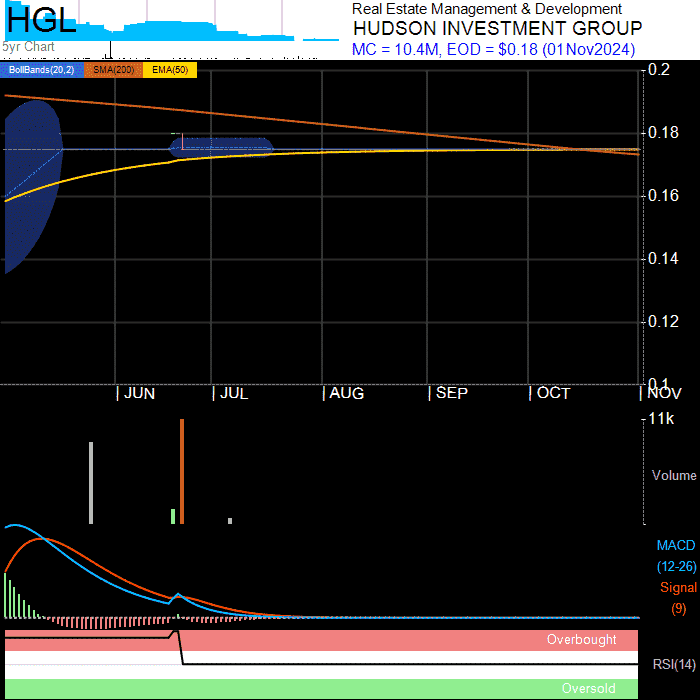 HGL
5yr Chart
Real Estate Management & Development
HUDSON INVESTMENT GROUP
MC = 10.4M, EOD = $0.18 (01Nov2024)
BollBands(20,2) SMA(200) EMA(50)
0.2
0.18
0.16
0.14
0.12
0.1
JUN JUL AUG SEP OCT NOV
11k
Volume
MACD
(12-26)
Signal
(9)
Overbought
RSI(14)
Oversold